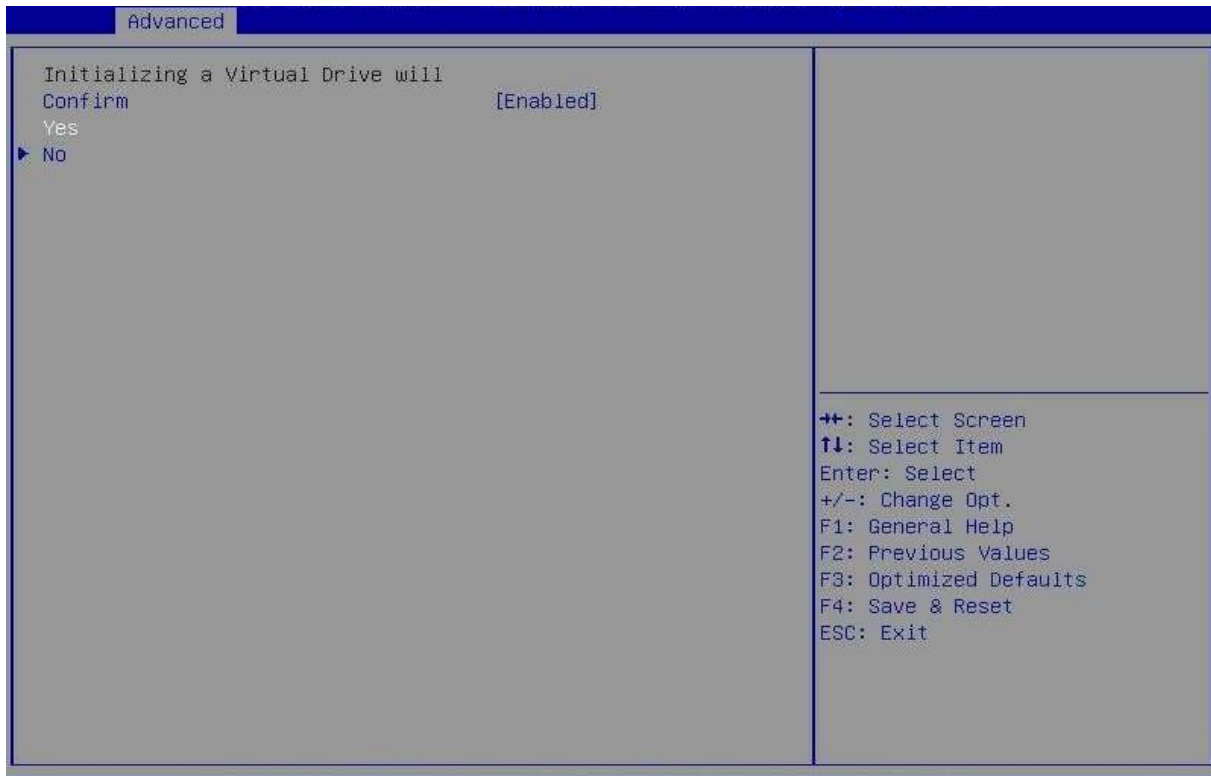 Advanced
Initializing a Virtual Drive will
Confirm [Enabled]
Yes
No
→←: Select Screen
↑↓: Select Item
Enter: Select
+/-: Change Opt.
F1: General Help
F2: Previous Values
F3: Optimized Defaults
F4: Save & Reset
ESC: Exit